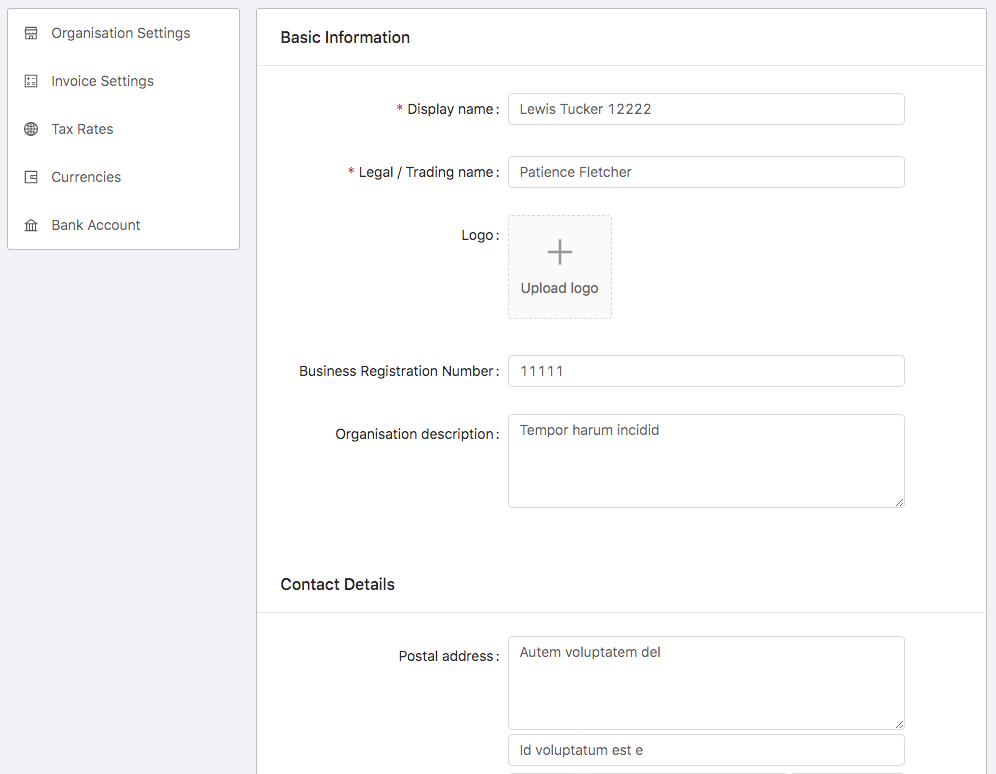 Organisation Settings
Invoice Settings
Tax Rates
Currencies
Bank Account
Basic Information
* Display name: Lewis Tucker 12222
* Legal / Trading name: Patience Fletcher
Logo:
Upload logo
Business Registration Number: 11111
Organisation description: Tempor harum incidid
Contact Details
Postal address: Autem voluptatem del
Id voluptatum est e